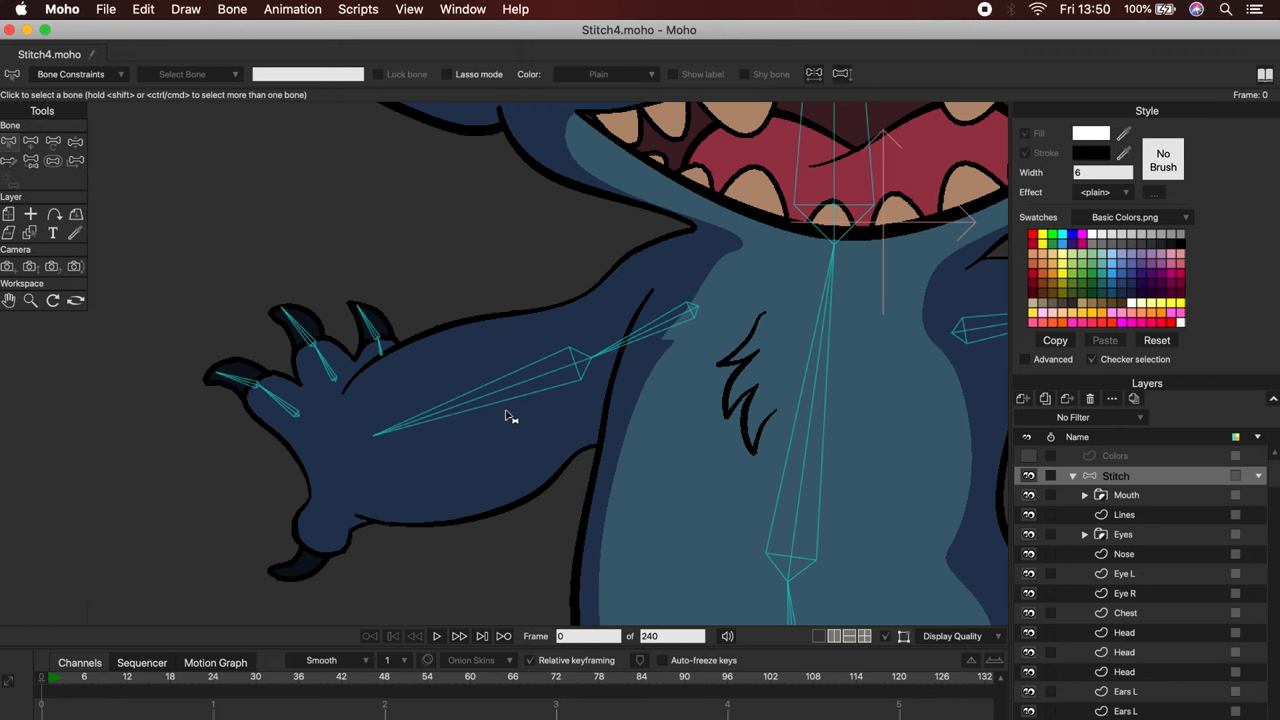 Moho File Edit Draw Bone Animation Scripts View Window Help 100% Fri 13:50
Stitch4.moho - Moho
Stitch4.moho
Bone Constraints Select Bone Lock bone Lasso mode Color: Plain Show label Shy bone
Click to select a bone (hold <shift> or <ctrl/cmd> to select more than one bone) Frame: 0
Tools Style
Bone
Fill
Stroke
No Brush
Width 6
Effect <plain> ...
Layer
Swatches Basic Colors.png
Camera
Workspace
Copy Paste Reset
Advanced Checker selection
Layers
No Filter
Name
Colors
Stitch
Mouth
Lines
Eyes
Nose
Eye L
Eye R
Chest
Head
Head
Head
Ears L
Ears L
Frame 0 of 240 Display Quality
Channels Sequencer Motion Graph Smooth 1 Onion Skins Relative keyframing Auto-freeze keys
0 6 12 18 24 30 36 42 48 54 60 66 72 78 84 90 96 102 108 114 120 126 132
0 1 2 3 4 5